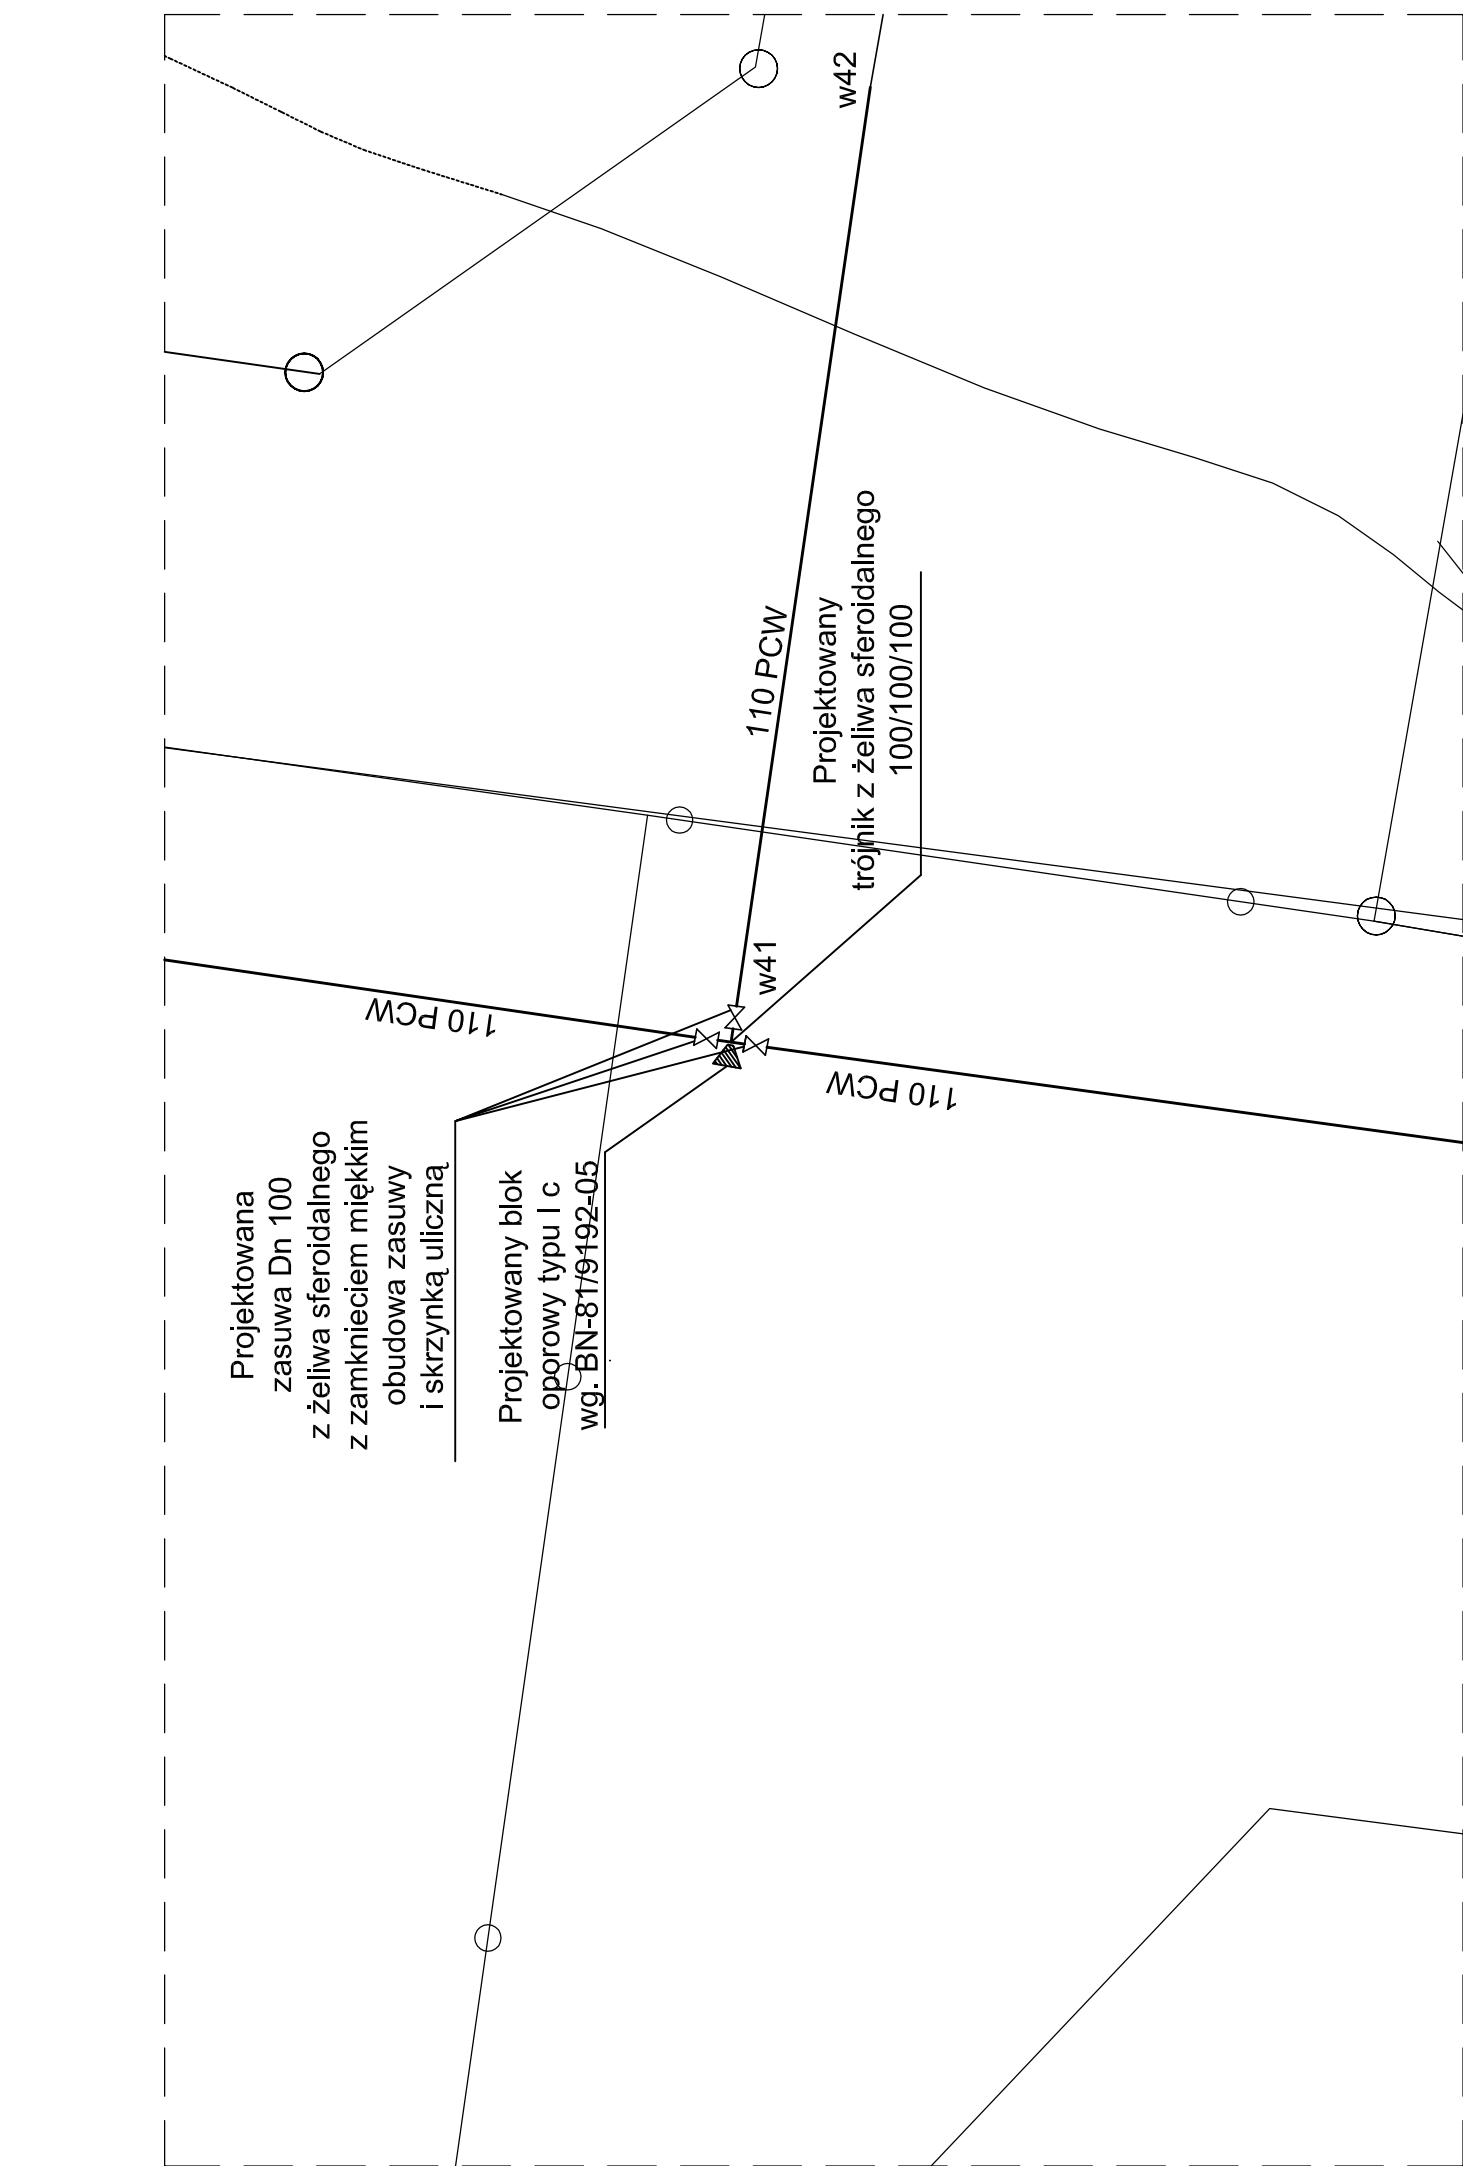 w42
110 PCW
Projektowany
trójnik z żeliwa sferoidalnego
100/100/100
w41
110 PCW
110 PCW
Projektowana
zasuwa Dn 100
z żeliwa sferoidalnego
z zamknieciem miękkim
obudowa zasuwy
i skrzynką uliczną
Projektowany blok
oporowy typu I c
wg. BN-81/9192-05